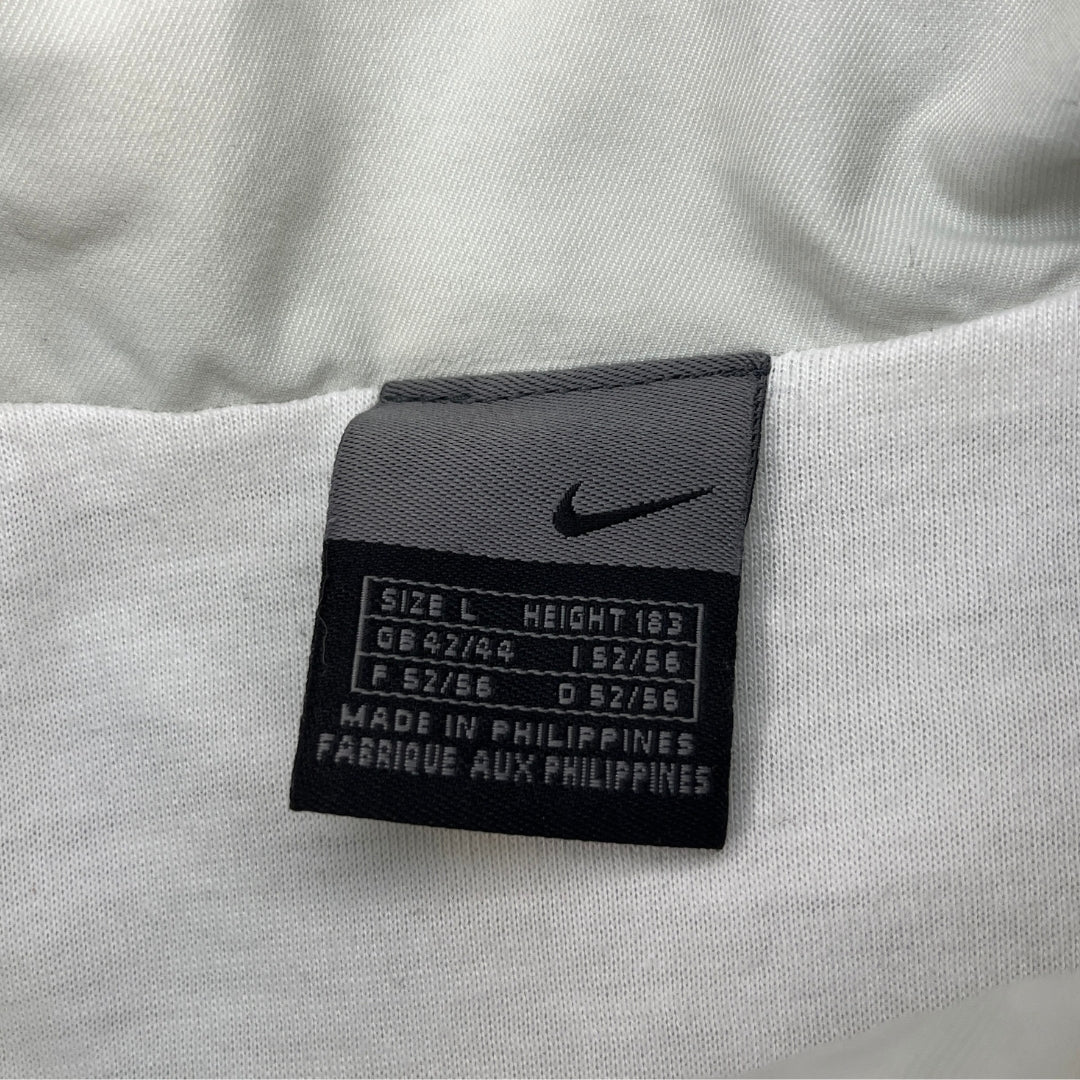 SIZE L HEIGHT 183
GB 42/44 I 52/56
F 52/56 D 52/56
MADE IN PHILIPPINES
FABRIQUE AUX PHILIPPINES